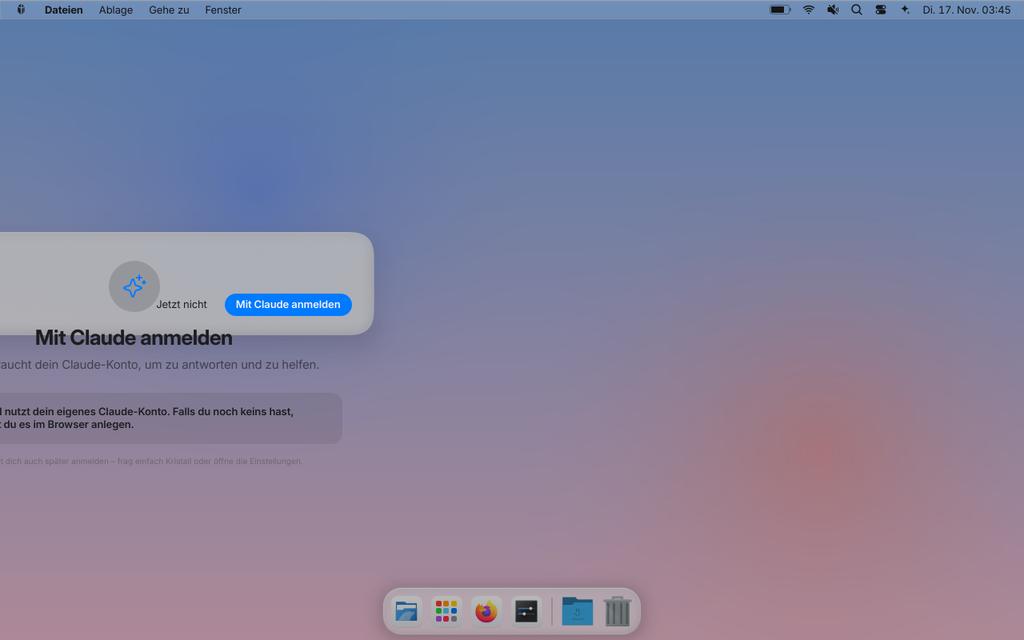 Dateien Ablage Gehe zu Fenster Di. 17. Nov. 03:45
Jetzt nicht Mit Claude anmelden
Mit Claude anmelden
dein Claude-Konto, um zu antworten und zu helfen.
nutzt dein eigenes Claude-Konto. Falls du noch keins hast,
du es im Browser anlegen.
dich auch später anmelden – frag einfach Kristall oder öffne die Einstellungen.